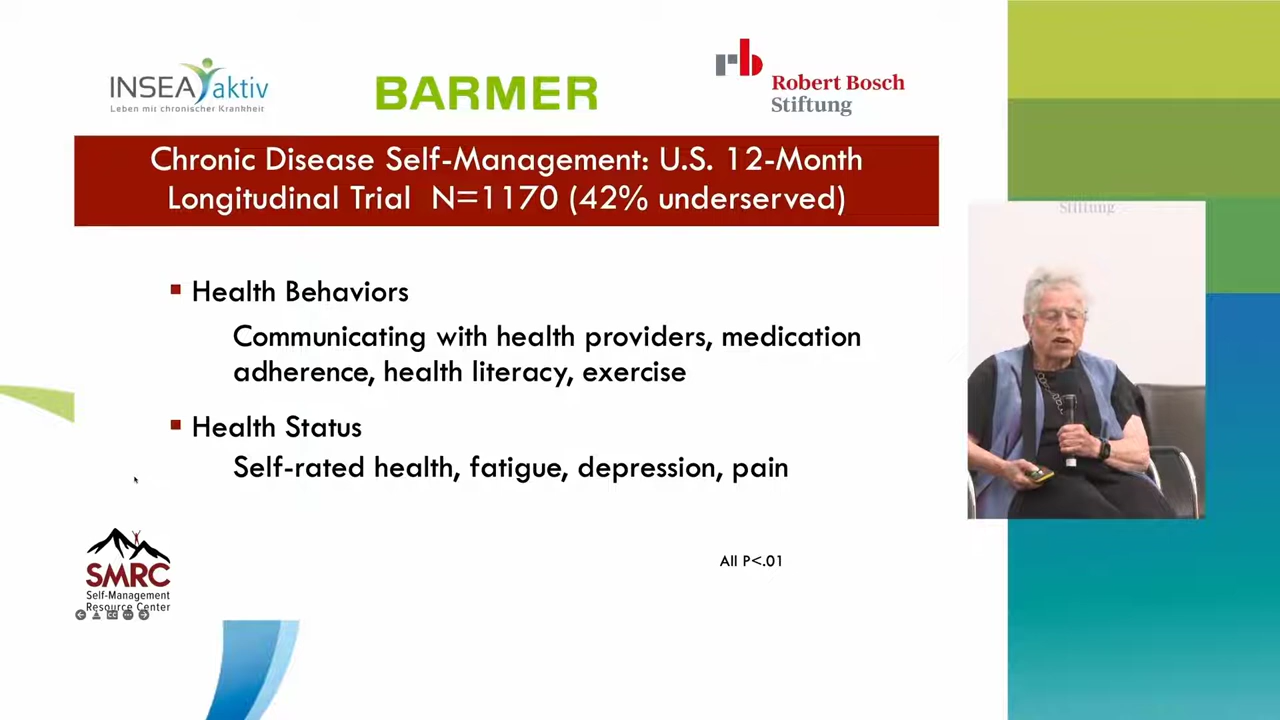 INSEA aktiv
Leben mit chronischer Krankheit
BARMER
rb
Robert Bosch
Stiftung
Chronic Disease Self-Management: U.S. 12-Month
Longitudinal Trial N=1170 (42% underserved)
Stiftung
Health Behaviors
Communicating with health providers, medication
adherence, health literacy, exercise
Health Status
Self-rated health, fatigue, depression, pain
All P<.01
SMRC
Self-Management
Resource Center
CC